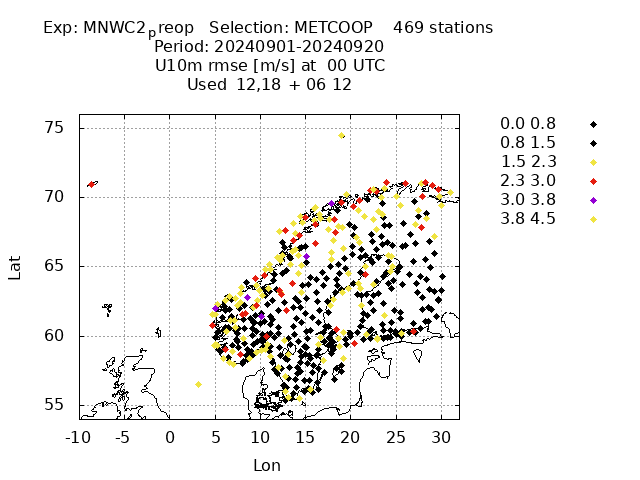 Exp: MNWC2preop Selection: METCOOP 469 stations
Period: 20240901-20240920
U10m rmse [m/s] at 00 UTC
Used 12,18 + 06 12
0.0 0.8
0.8 1.5
1.5 2.3
2.3 3.0
3.0 3.8
3.8 4.5
75
70
65
60
55
Lat
-10 -5 0 5 10 15 20 25 30
Lon